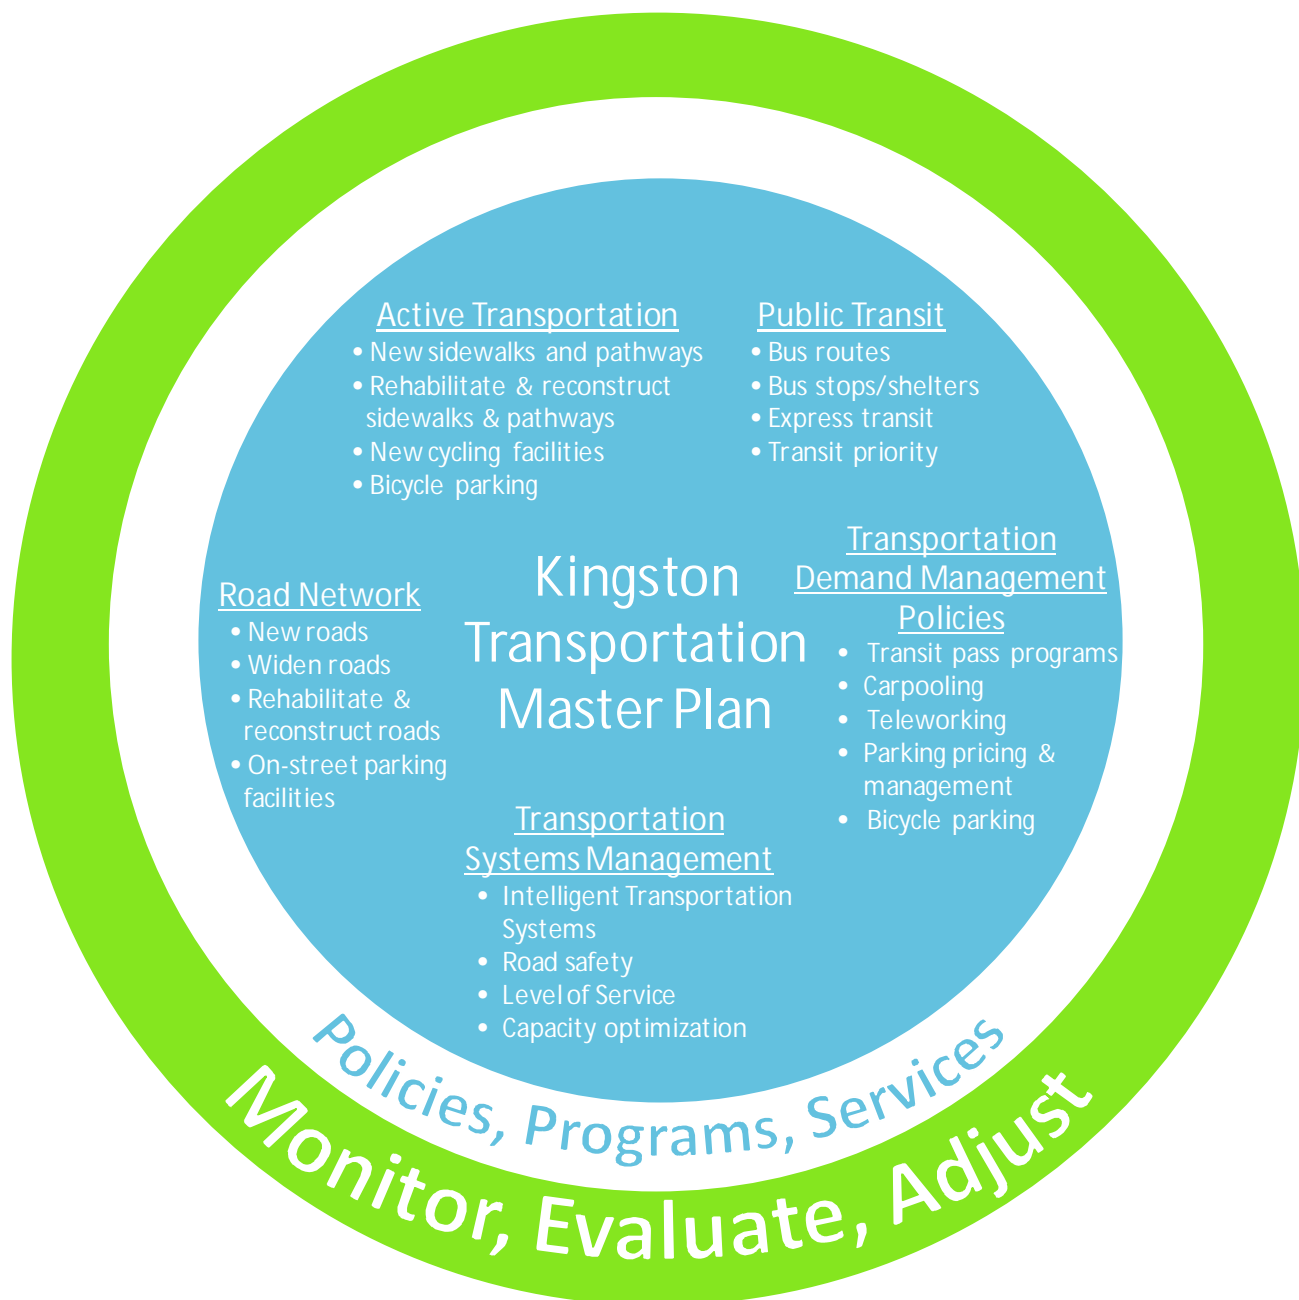 Active Transportation
• New sidewalks and pathways
• Rehabilitate & reconstruct
sidewalks & pathways
• New cycling facilities
• Bicycle parking
Public Transit
• Bus routes
• Bus stops/shelters
• Express transit
• Transit priority
Road Network
• New roads
• Widen roads
• Rehabilitate &
reconstruct roads
• On-street parking
facilities
Kingston
Transportation
Master Plan
Transportation
Demand Management
Policies
• Transit pass programs
• Carpooling
• Teleworking
• Parking pricing &
management
• Bicycle parking
Transportation
Systems Management
• Intelligent Transportation
Systems
• Road safety
• Level of Service
• Capacity optimization
Policies, Programs, Services
Monitor, Evaluate, Adjust